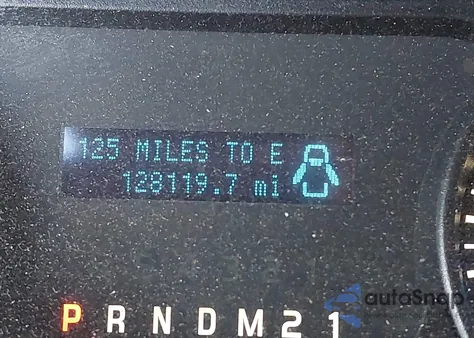 125 MILES TO E
128119.7 mi
P R N D M 2 1
autoSnap